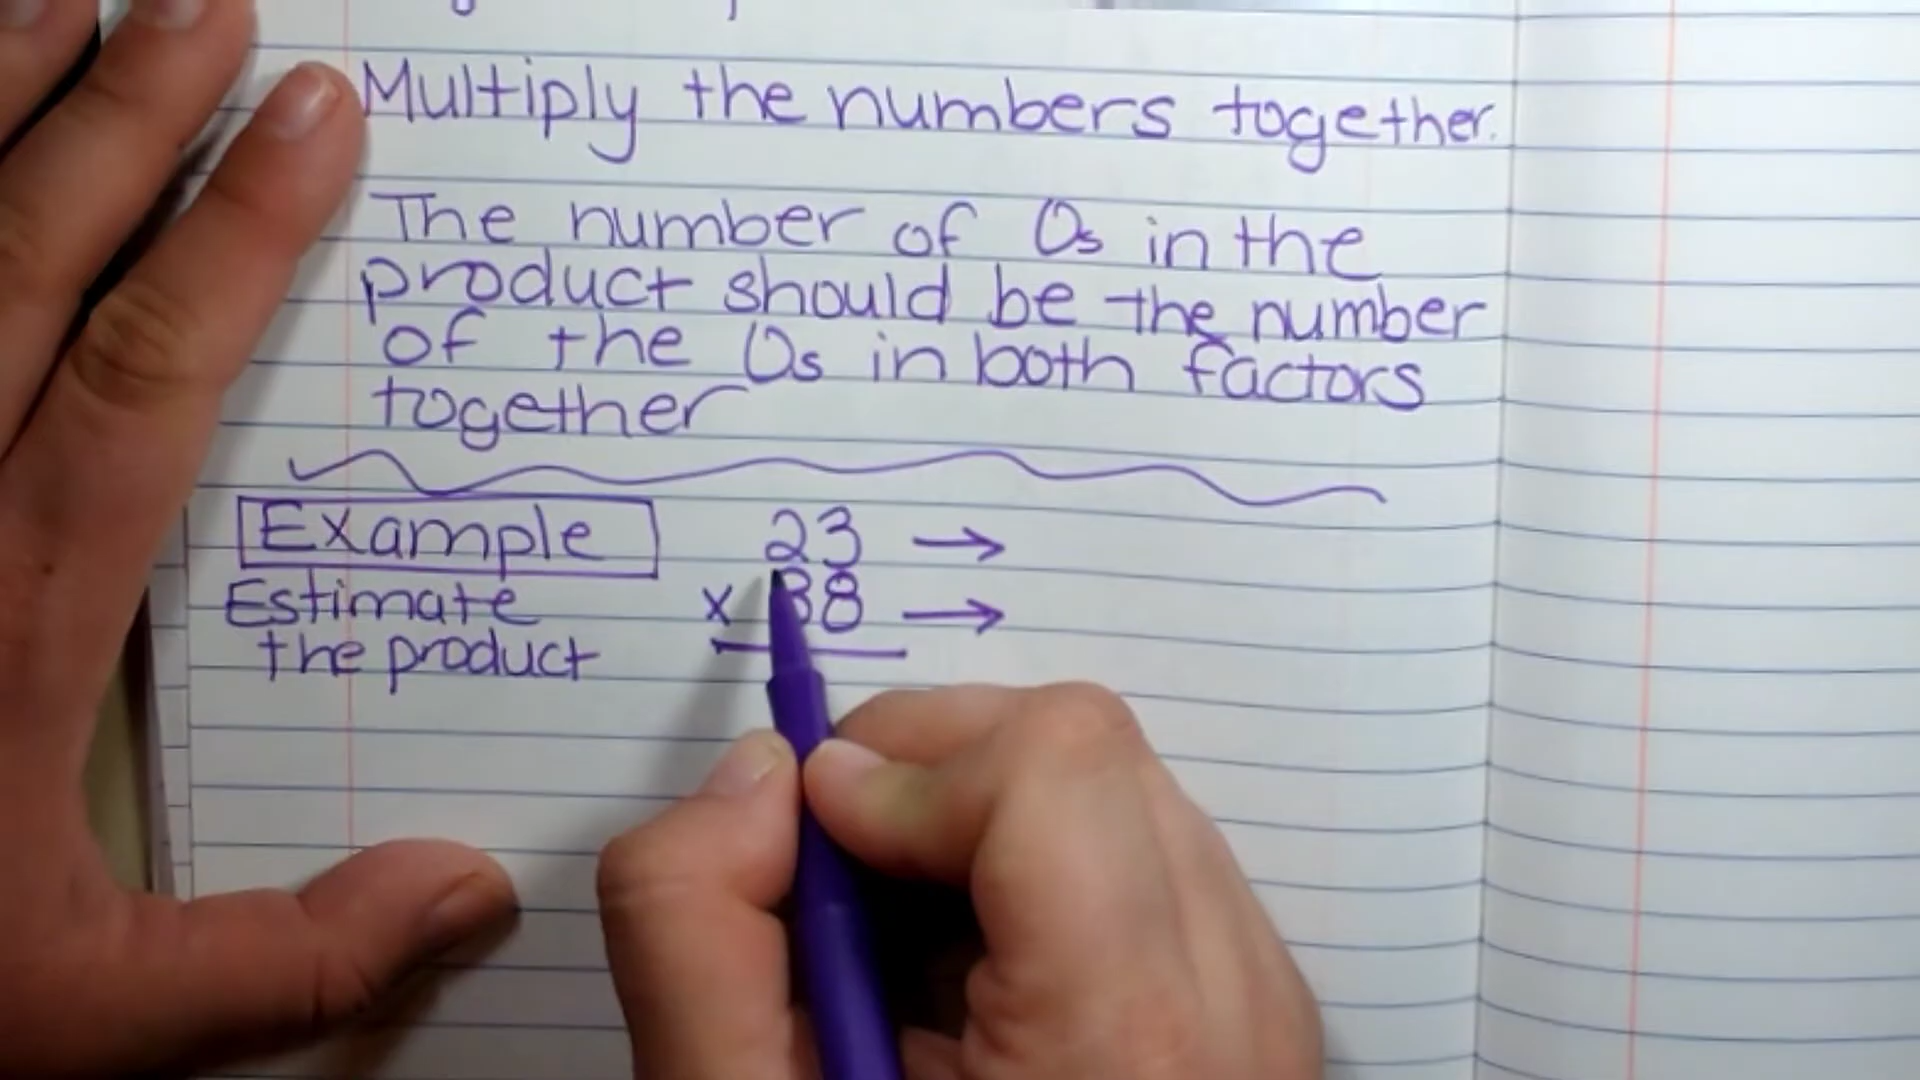 Multiply the numbers together.
The number of 0s in the
product should be the number
of the 0s in both factors
together
Example
Estimate
the product
23 →
x 38 →